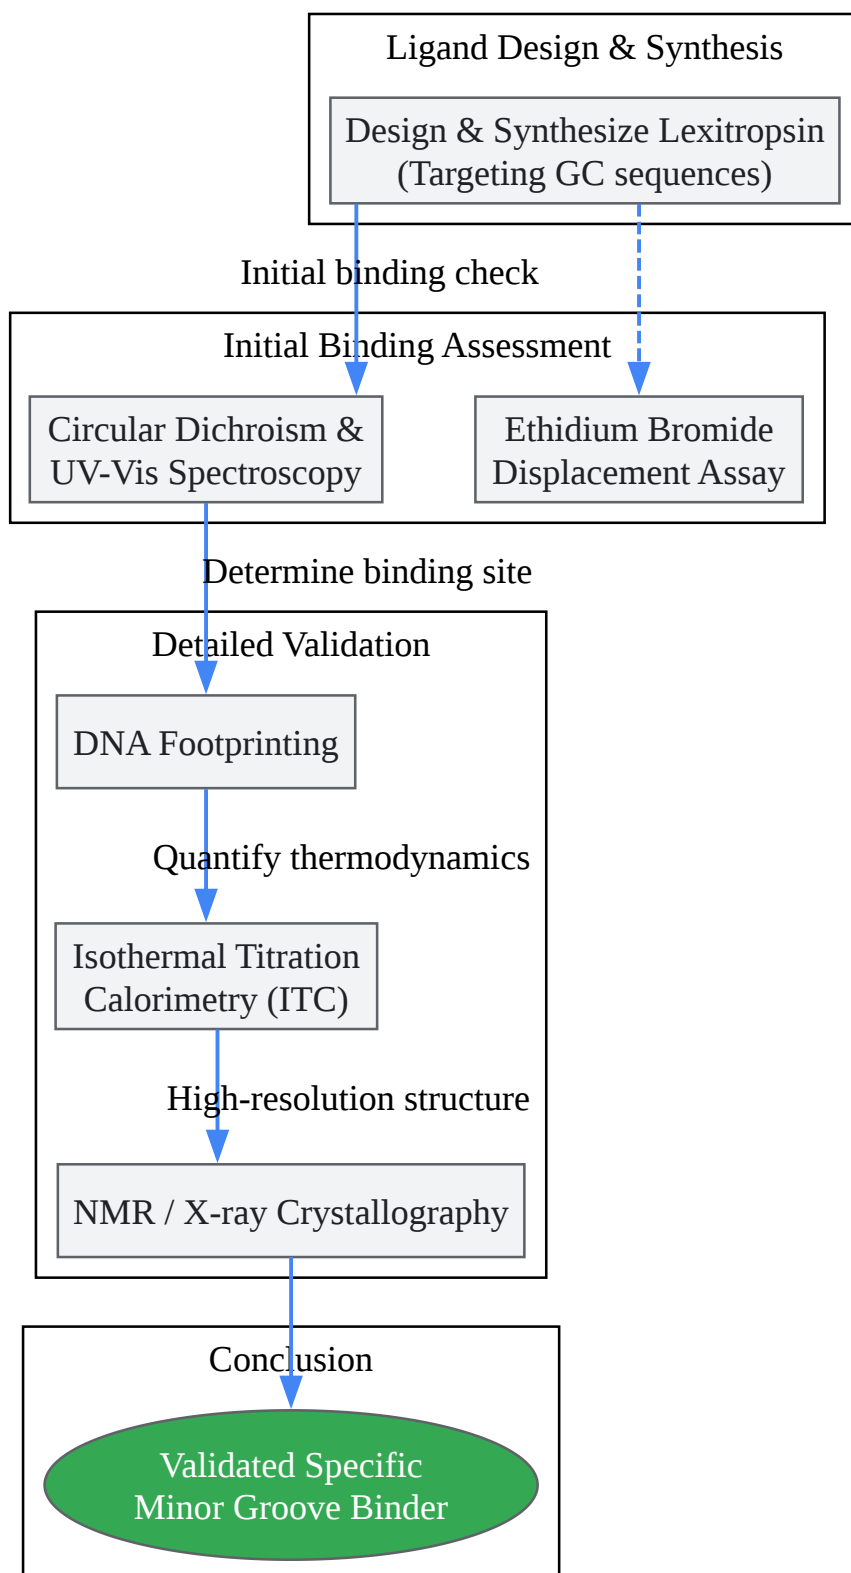 Ligand Design & Synthesis
Design & Synthesize Lexitropsin
(Targeting GC sequences)
Initial binding check
Initial Binding Assessment
Circular Dichroism &
UV-Vis Spectroscopy
Ethidium Bromide
Displacement Assay
Determine binding site
Detailed Validation
DNA Footprinting
Quantify thermodynamics
Isothermal Titration
Calorimetry (ITC)
High-resolution structure
NMR / X-ray Crystallography
Conclusion
Validated Specific
Minor Groove Binder